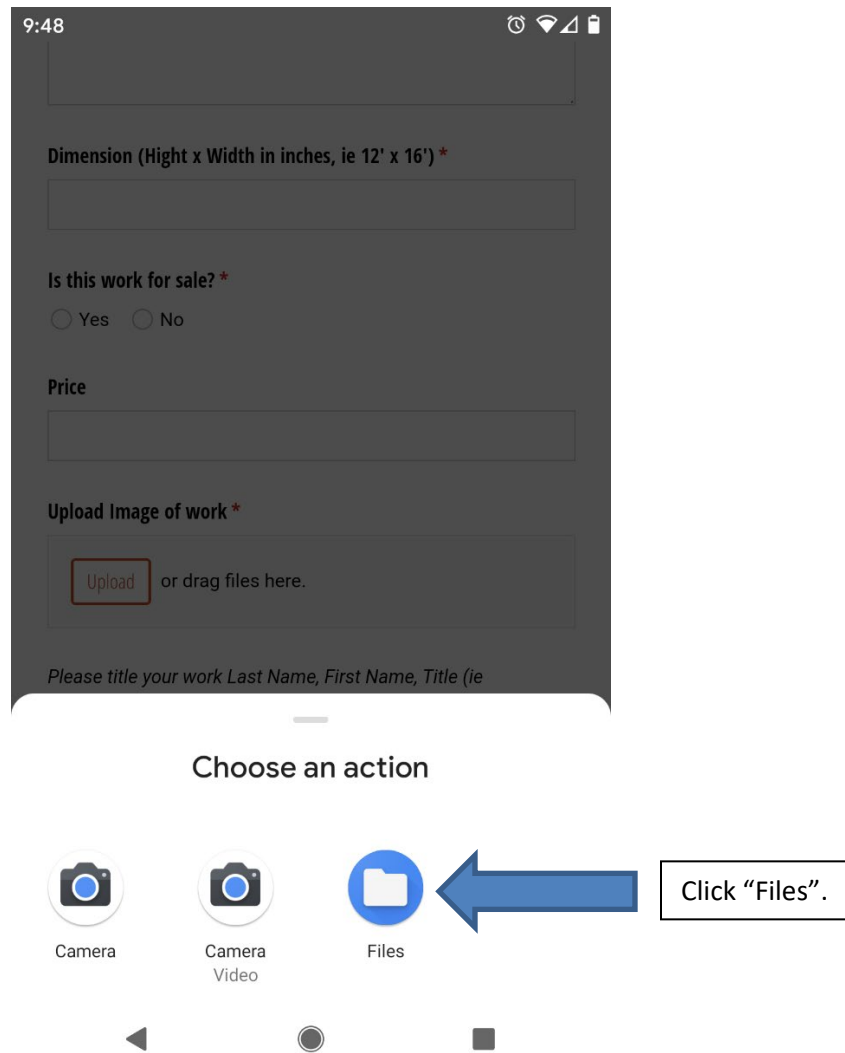 9:48
Dimension (Hight x Width in inches, ie 12' x 16') *
Is this work for sale? *
Yes No
Price
Upload Image of work *
Upload or drag files here.
Please title your work Last Name, First Name, Title (ie
Choose an action
Camera Camera Files
Video
Click “Files”.